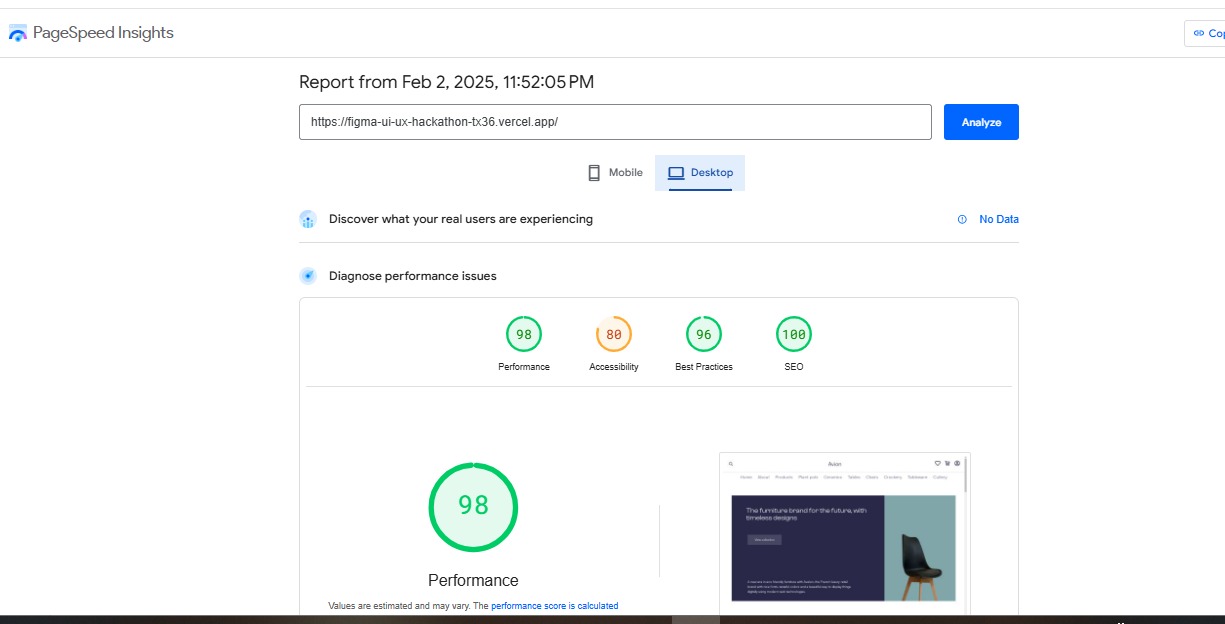 PageSpeed Insights
Cop
Report from Feb 2, 2025, 11:52:05 PM
https://figma-ui-ux-hackathon-tx36.vercel.app/
Analyze
Mobile
Desktop
Discover what your real users are experiencing
No Data
Diagnose performance issues
98
80
96
100
Performance
Accessibility
Best Practices
SEO
98
Performance
Values are estimated and may vary. The performance score is calculated
Avion
Home About Products Plant pots Ceramics Tables Chairs Crockery Tableware Cutlery
The furniture brand for the future, with
timeless designs